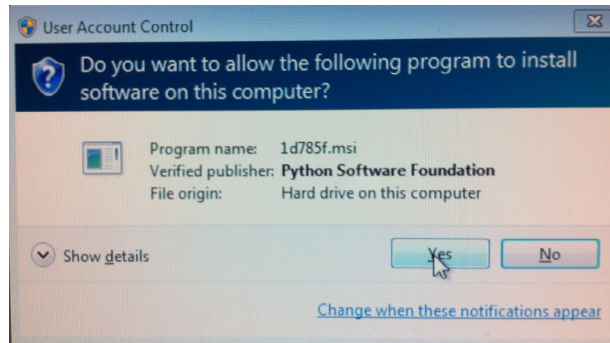 User Account Control
Do you want to allow the following program to install
software on this computer?
Program name: 1d785f.msi
Verified publisher: Python Software Foundation
File origin: Hard drive on this computer
Show details
Yes
No
Change when these notifications appear